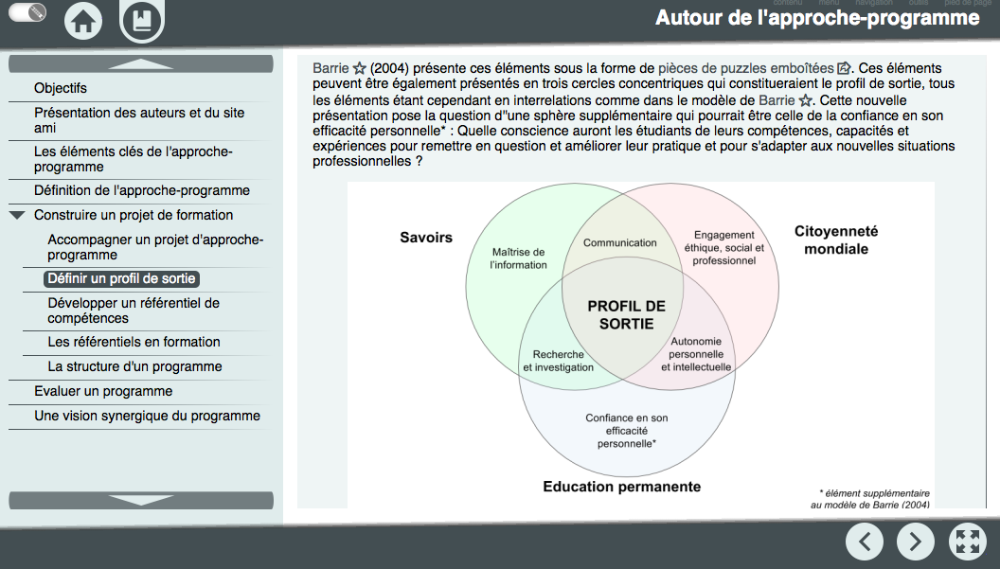 contenu menu navigation outils pied de page
Autour de l'approche-programme
Objectifs
Présentation des auteurs et du site
ami
Les éléments clés de l'approche-
programme
Définition de l'approche-programme
Construire un projet de formation
Accompagner un projet d'approche-
programme
Définir un profil de sortie
Développer un référentiel de
compétences
Les référentiels en formation
La structure d'un programme
Evaluer un programme
Une vision synergique du programme
Barrie (2004) présente ces éléments sous la forme de pièces de puzzles emboîtées. Ces éléments
peuvent être également présentés en trois cercles concentriques qui constitueraient le profil de sortie, tous
les éléments étant cependant en interrelations comme dans le modèle de Barrie. Cette nouvelle
présentation pose la question d"une sphère supplémentaire qui pourrait être celle de la confiance en son
efficacité personnelle* : Quelle conscience auront les étudiants de leurs compétences, capacités et
expériences pour remettre en question et améliorer leur pratique et pour s'adapter aux nouvelles situations
professionnelles ?
Savoirs
Citoyenneté
mondiale
Maîtrise de
l'information
Communication
Engagement
éthique, social et
professionnel
PROFIL DE
SORTIE
Recherche
et investigation
Autonomie
personnelle
et intellectuelle
Confiance en son
efficacité
personnelle*
Education permanente
* élément supplémentaire
au modèle de Barrie (2004)